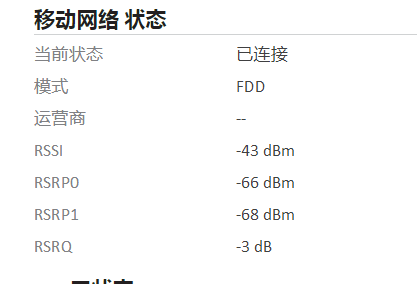 移动网络 状态
当前状态 已连接
模式 FDD
运营商 --
RSSI -43 dBm
RSRP0 -66 dBm
RSRP1 -68 dBm
RSRQ -3 dB